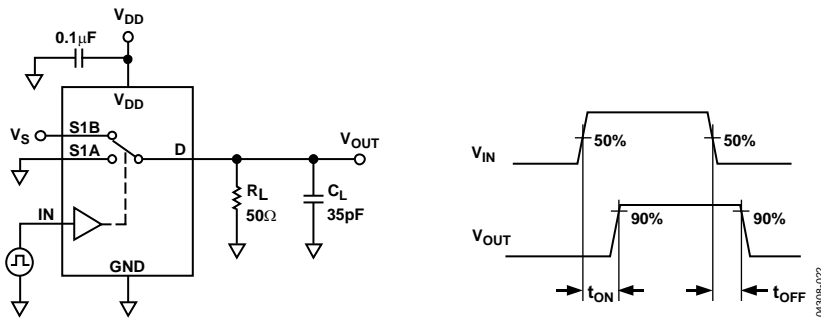 VDD
0.1µF
VDD
VS
S1B
S1A
D
VOUT
IN
RL
50Ω
CL
35pF
GND
VIN
50%
50%
VOUT
90%
90%
tON
tOFF
04308-022